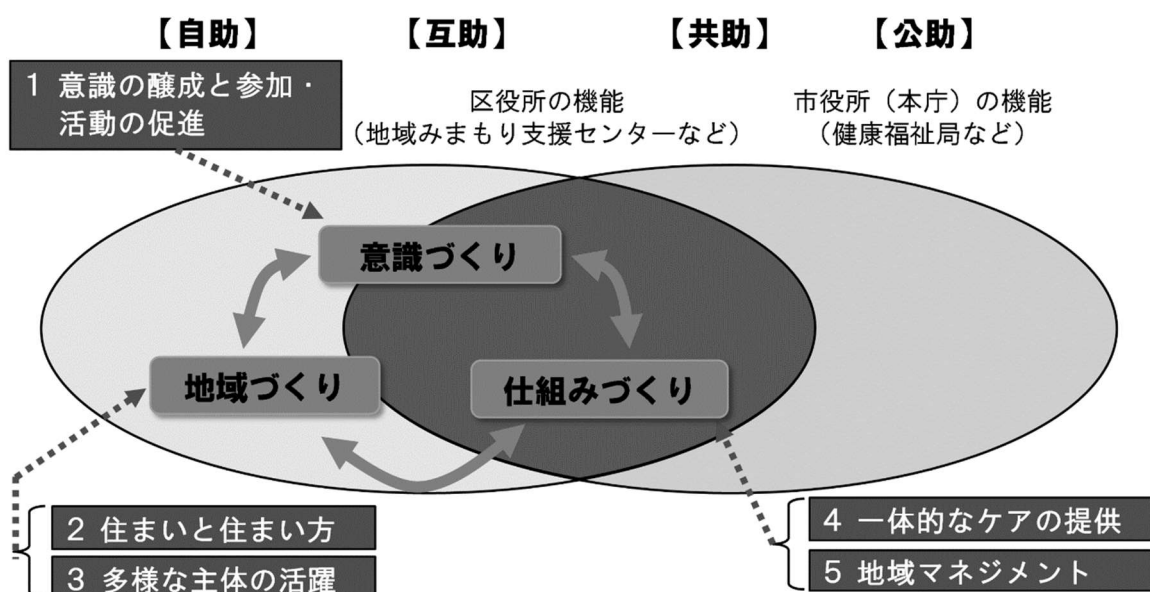 【自助】 【互助】 【共助】 【公助】
1 意識の醸成と参加・
活動の促進
区役所の機能
（地域みまもり支援センターなど）
市役所（本庁）の機能
（健康福祉局など）
意識づくり
地域づくり
仕組みづくり
2 住まいと住まい方
3 多様な主体の活躍
4 一体的なケアの提供
5 地域マネジメント